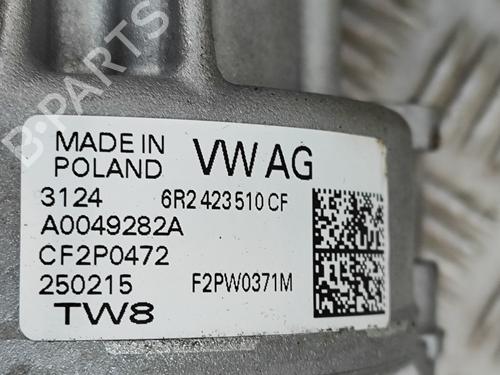 B-PARTS
MADE IN
POLAND
VW AG
3124 6R2 423 510 CF
A0049282A
CF2P0472
250215 F2PW0371M
TW8